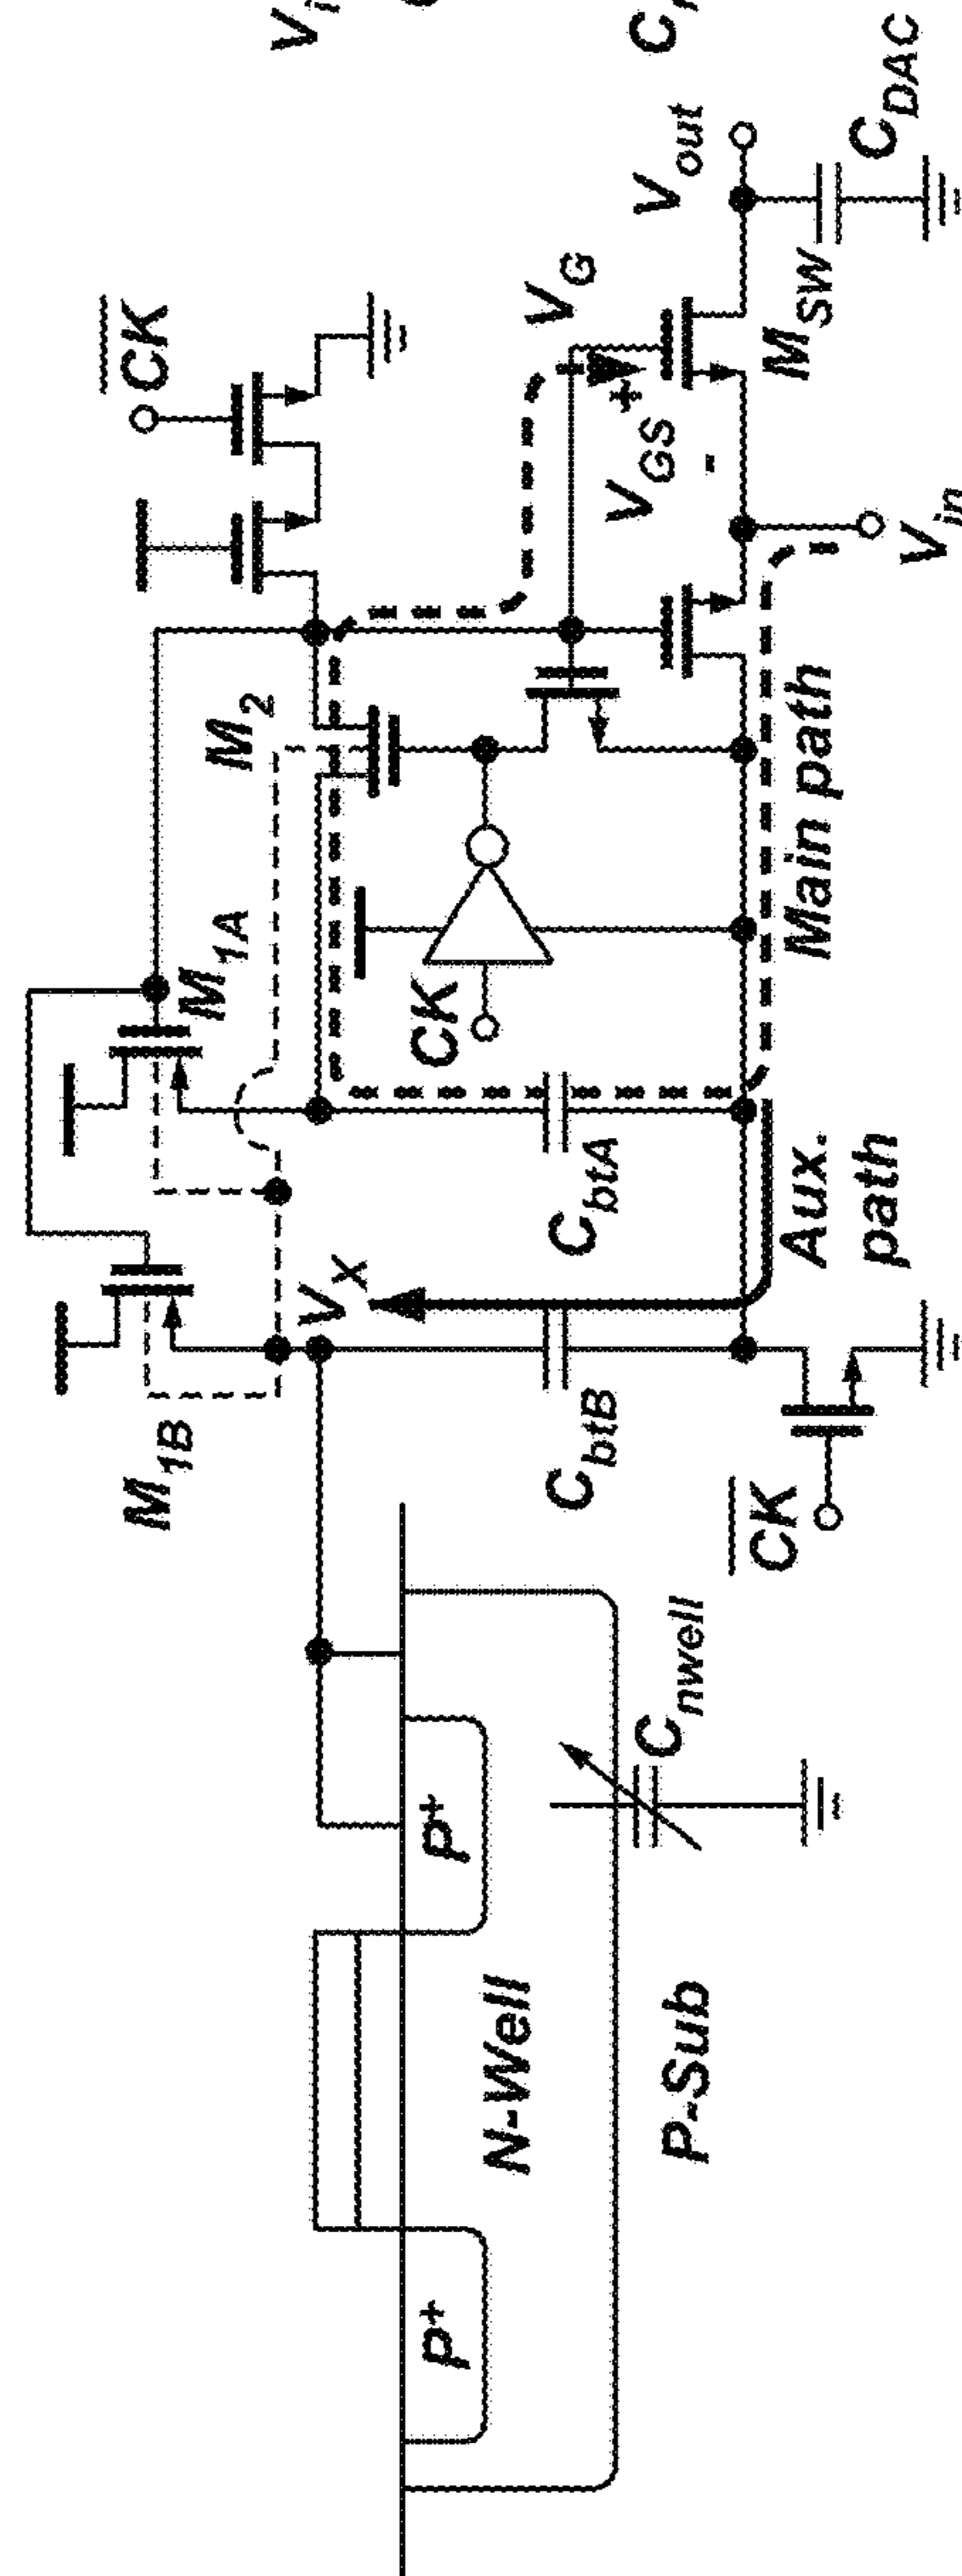 M1B
M1A
M2
CK
VX
CbtB
CbtA
CK
VG
VGS
+
-
Vout
MSW
CDAC
Vin
Main path
Aux.
path
CK
P+
P+
N-Well
P-Sub
Cnwell